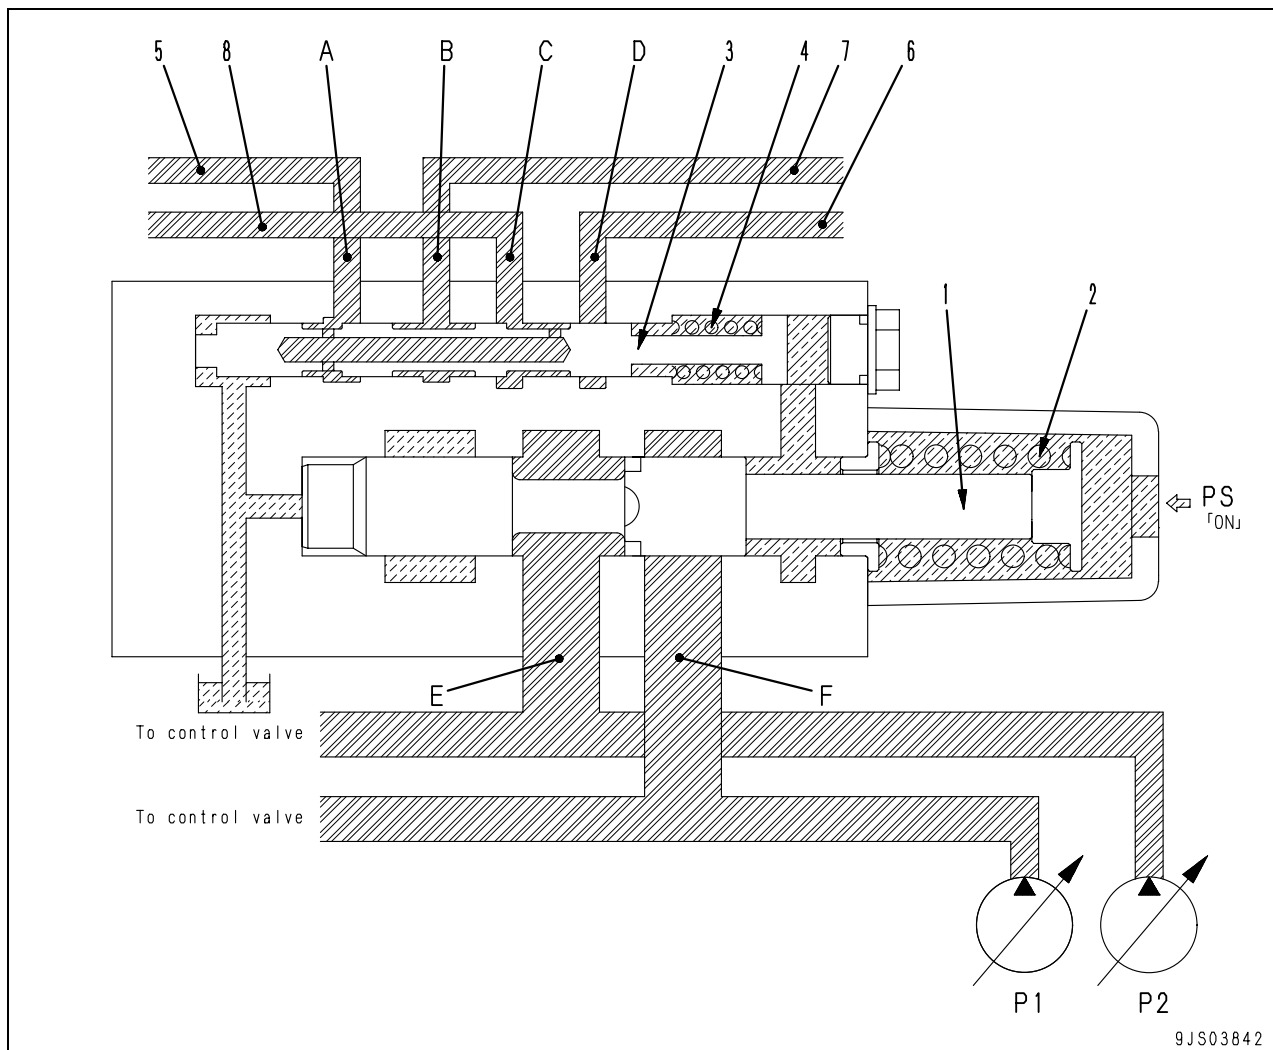 5 8 A B C D 3 4 7 6
1 2
PS
「ON」
E F
To control valve
To control valve
P1 P2
9JS03842